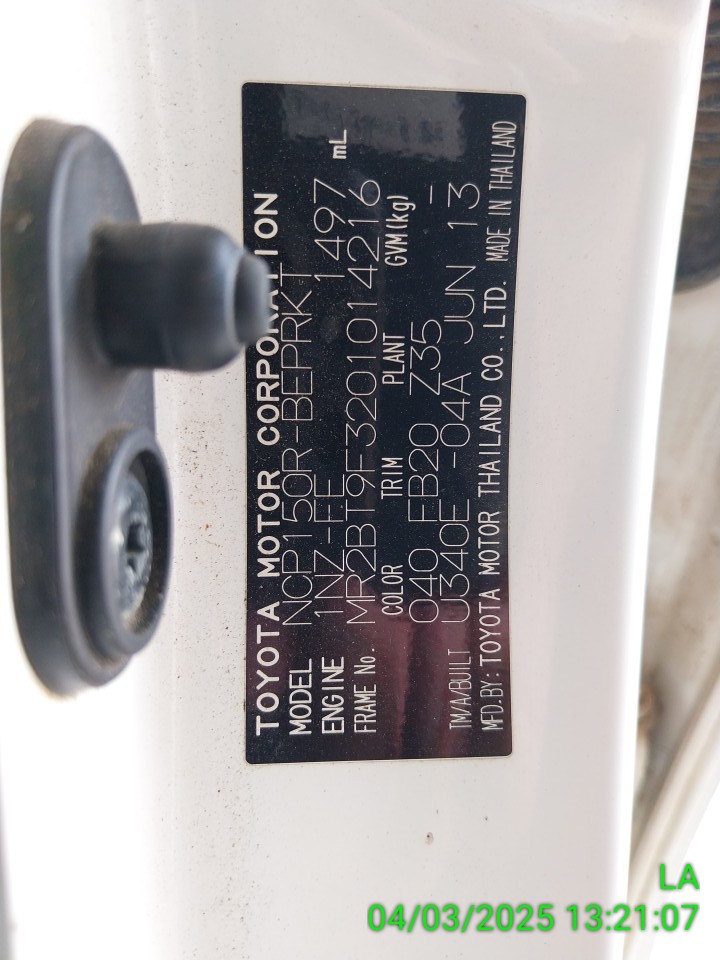 TOYOTA MOTOR CORPORATION
MODEL NCP150R-BEPRKT
ENGINE 1NZ-FE 1497 mL
FRAME No. MR2BT9F3201014216
COLOR TRIM PLANT GVM(kg)
040 FB20 Z35 -
TM/A/BUILT U340E -04A JUN 13
MFD.BY: TOYOTA MOTOR THAILAND CO.,LTD. MADE IN THAILAND
LA
04/03/2025 13:21:07